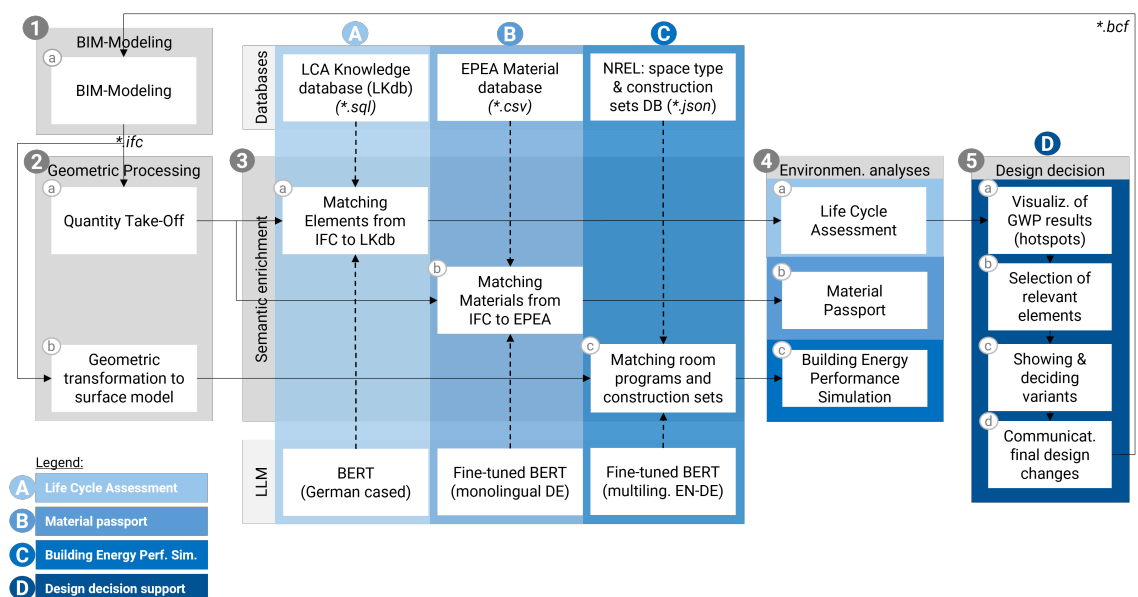 *.bcf
1
BIM-Modeling
a
BIM-Modeling
*.ifc
2
Geometric Processing
a
Quantity Take-Off
b
Geometric
transformation to
surface model
A
B
C
Databases
LCA Knowledge
database (LKdb)
(*.sql)
EPEA Material
database
(*.csv)
NREL: space type
& construction
sets DB (*.json)
3
Semantic enrichment
a
Matching
Elements from
IFC to LKdb
b
Matching
Materials from
IFC to EPEA
c
Matching room
programs and
construction sets
LLM
BERT
(German cased)
Fine-tuned BERT
(monolingual DE)
Fine-tuned BERT
(multiling. EN-DE)
4
Environmen. analyses
a
Life Cycle
Assessment
b
Material
Passport
c
Building Energy
Performance
Simulation
D
5
Design decision
a
Visualiz. of
GWP results
(hotspots)
b
Selection of
relevant
elements
c
Showing &
deciding
variants
d
Communicat.
final design
changes
Legend:
A Life Cycle Assessment
B Material passport
C Building Energy Perf. Sim.
D Design decision support